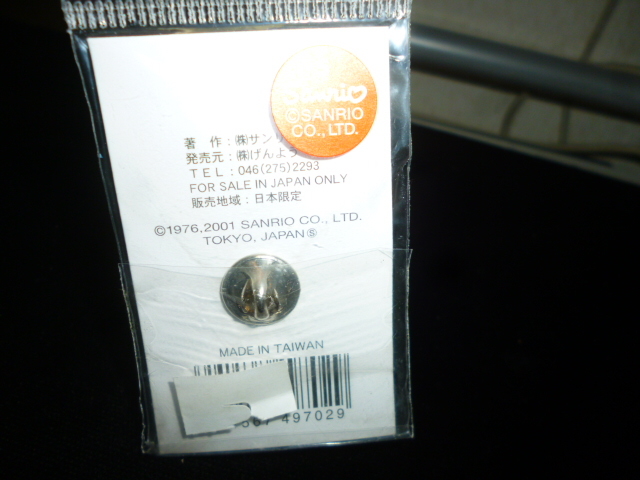 Sanrio
©SANRIO
CO., LTD.
著 作：㈱サンリ
発売元：㈱げんよう
TEL：046(275)2293
FOR SALE IN JAPAN ONLY
販売地域：日本限定
©1976,2001 SANRIO CO., LTD.
TOKYO, JAPAN Ⓢ
MADE IN TAIWAN
497029